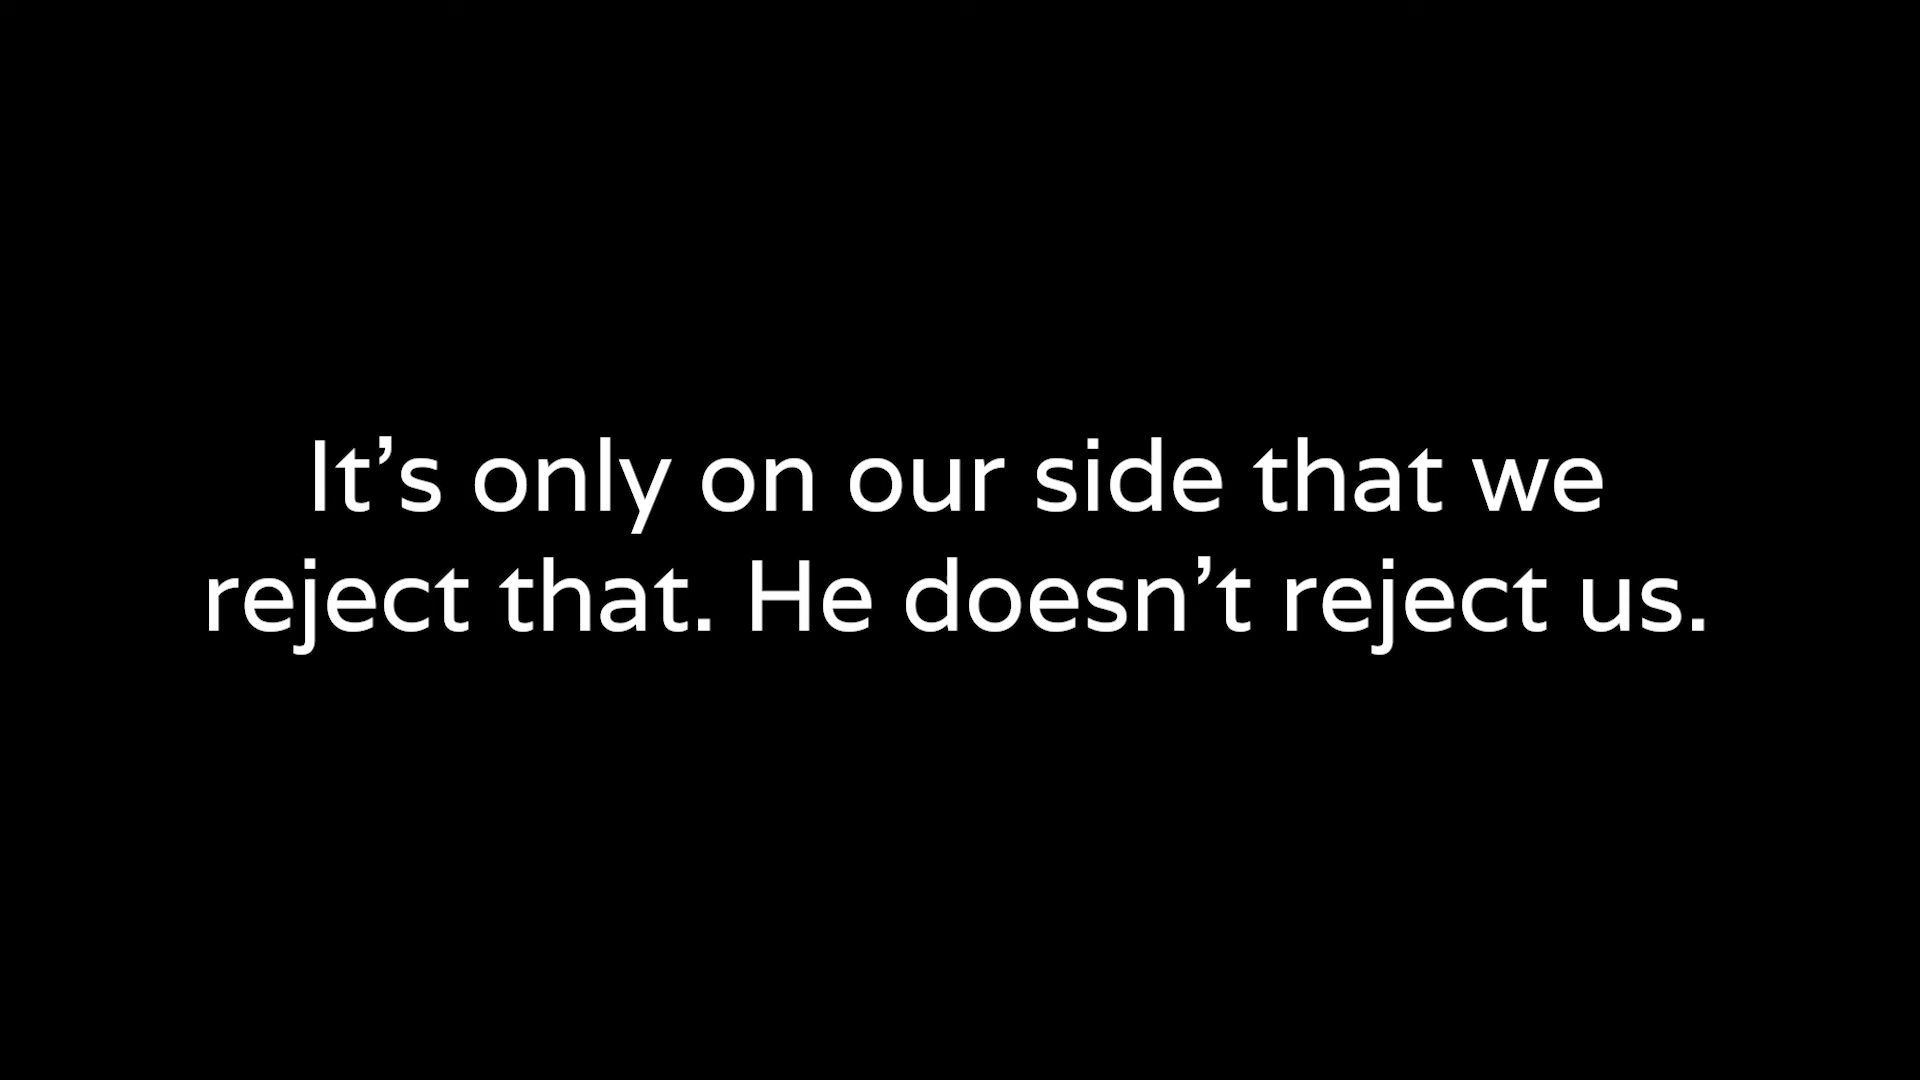 It’s only on our side that we
reject that. He doesn’t reject us.